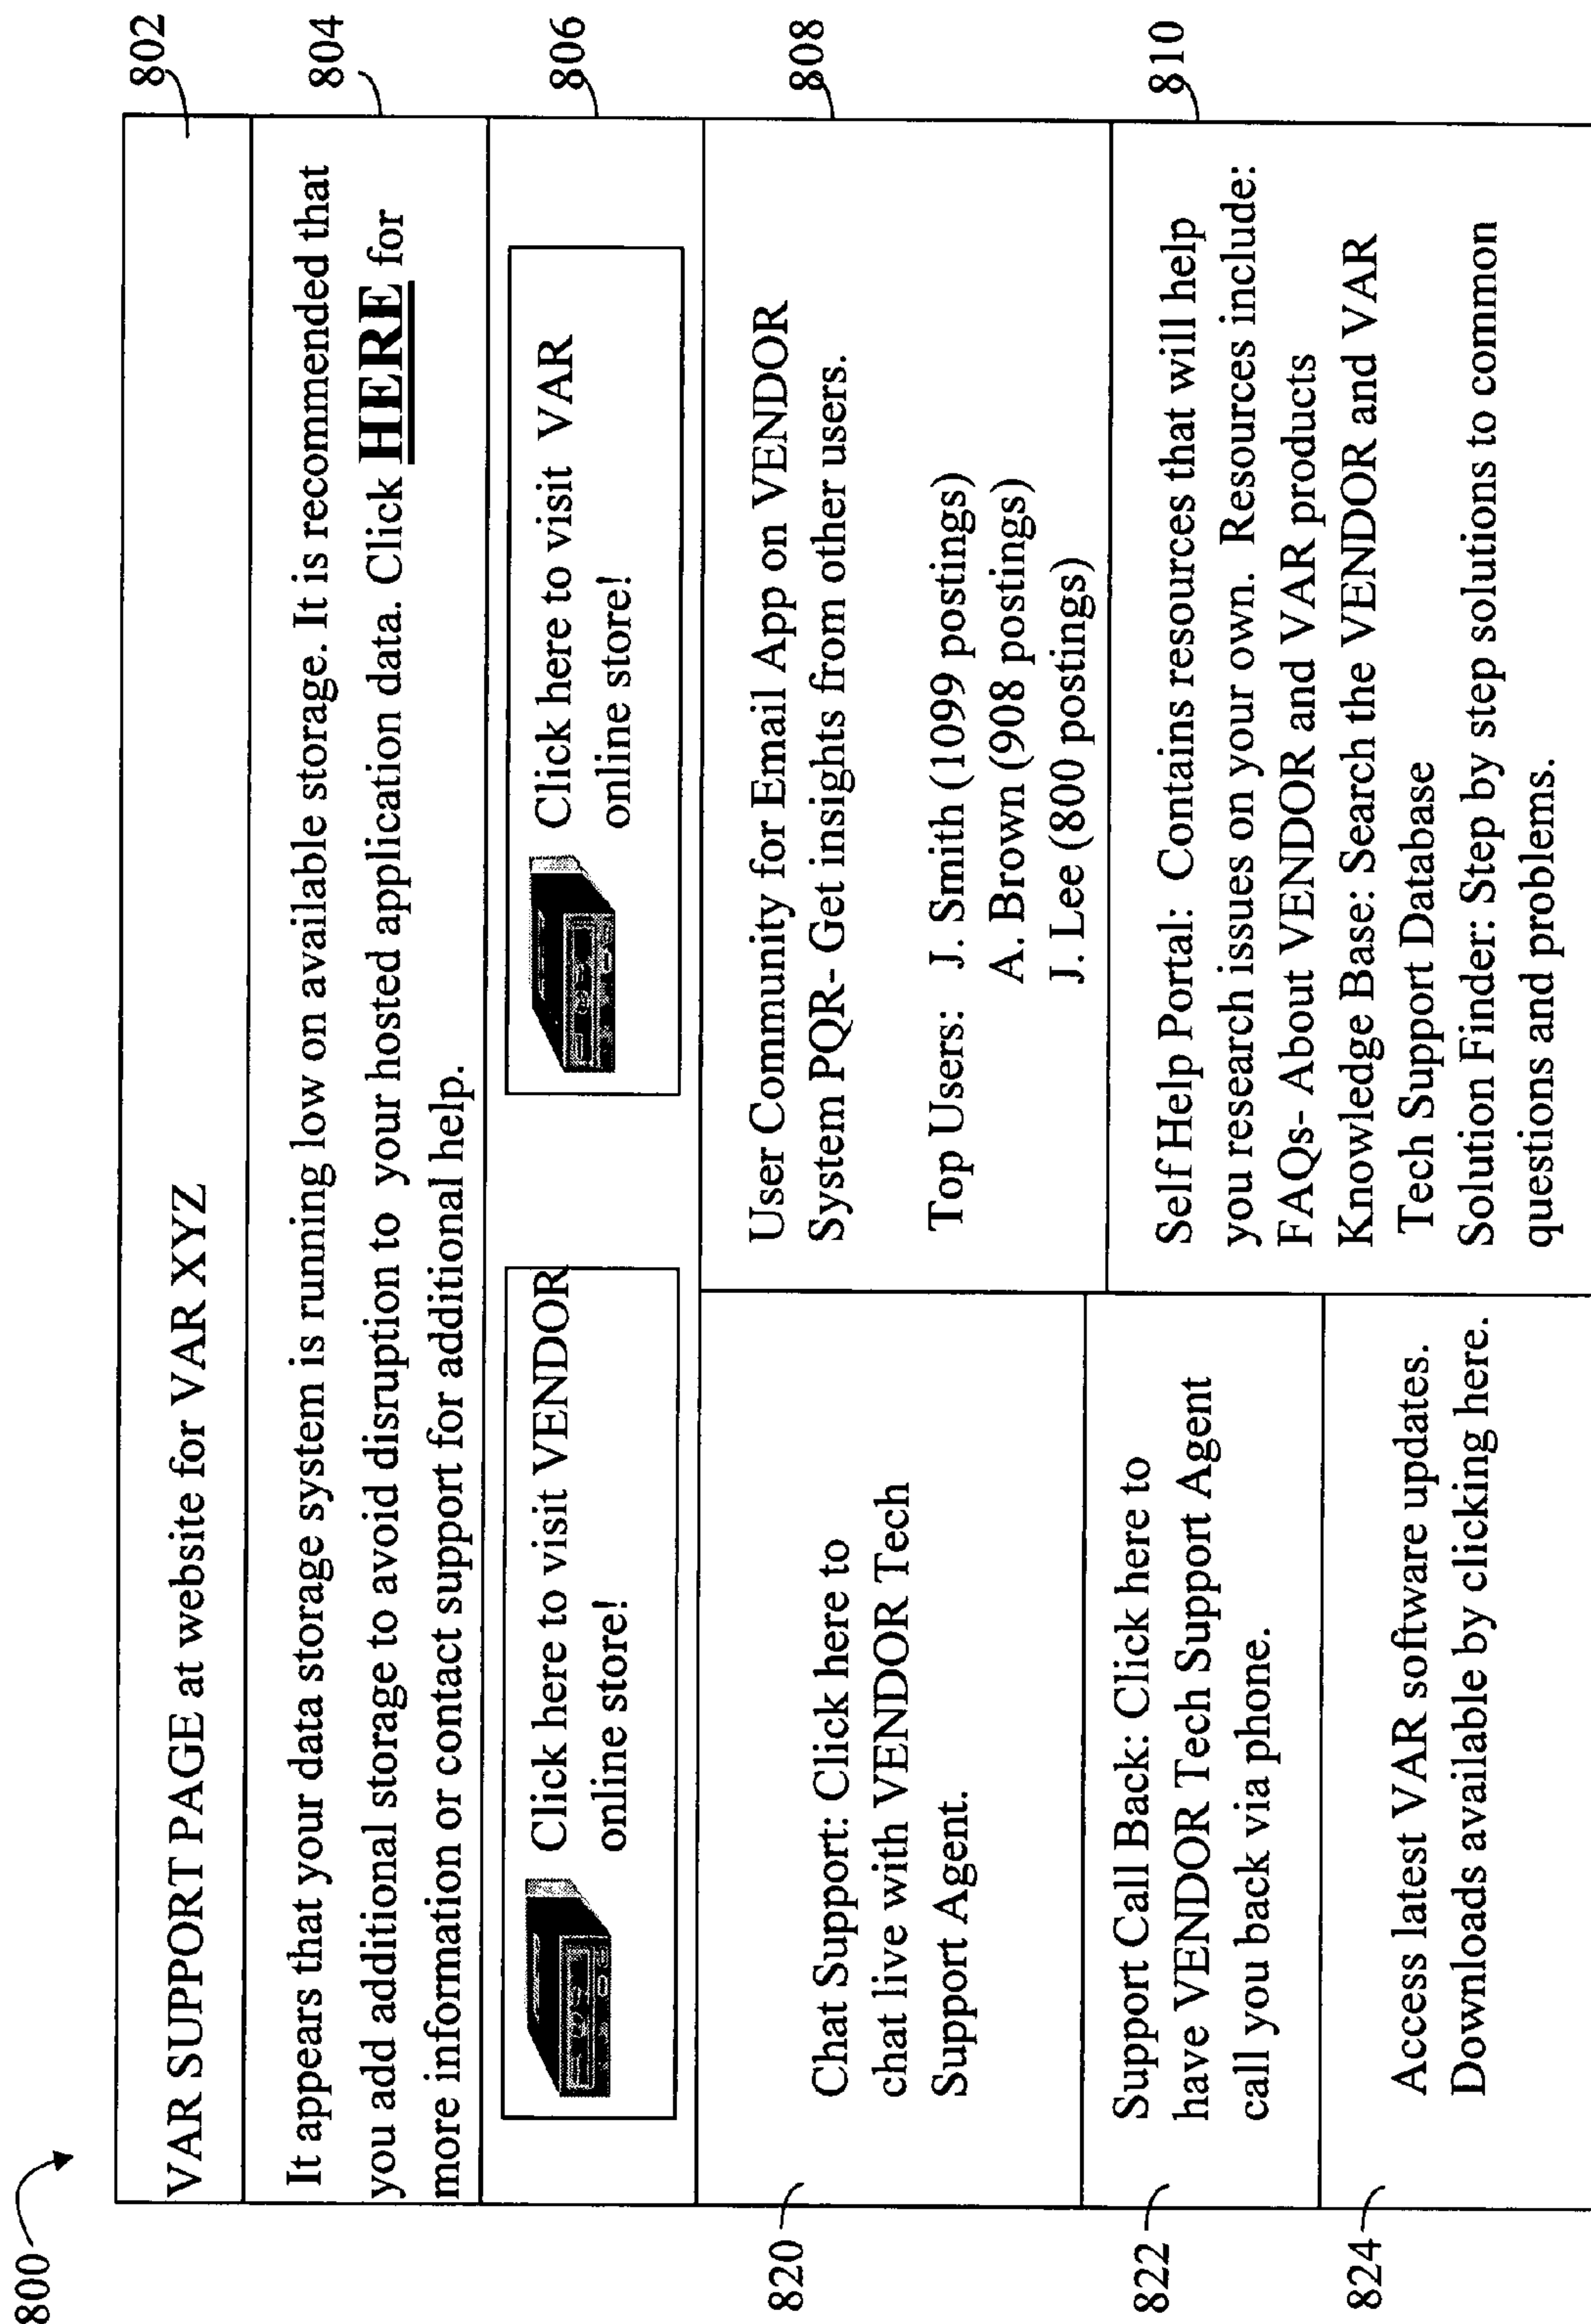 800
VAR SUPPORT PAGE at website for VAR XYZ
802
It appears that your data storage system is running low on available storage. It is recommended that
you add additional storage to avoid disruption to your hosted application data. Click HERE for
more information or contact support for additional help.
804
Click here to visit VENDOR
online store!
Click here to visit VAR
online store!
806
820
Chat Support: Click here to
chat live with VENDOR Tech
Support Agent.
User Community for Email App on VENDOR
System PQR- Get insights from other users.
Top Users: J. Smith (1099 postings)
A. Brown (908 postings)
J. Lee (800 postings)
808
822
Support Call Back: Click here to
have VENDOR Tech Support Agent
call you back via phone.
824
Access latest VAR software updates.
Downloads available by clicking here.
Self Help Portal: Contains resources that will help
you research issues on your own. Resources include:
FAQs- About VENDOR and VAR products
Knowledge Base: Search the VENDOR and VAR
Tech Support Database
Solution Finder: Step by step solutions to common
questions and problems.
810